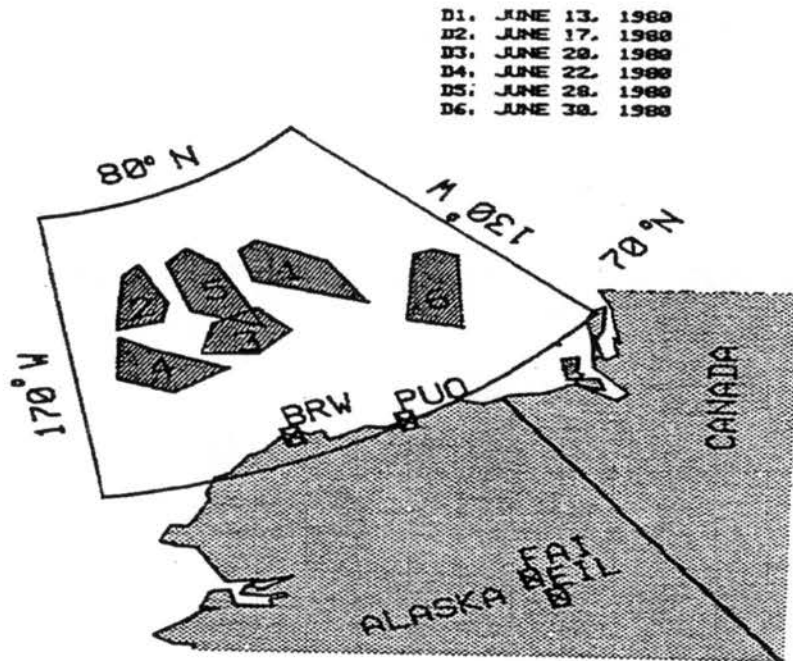 D1. JUNE 13, 1980
D2. JUNE 17, 1980
D3. JUNE 20, 1980
D4. JUNE 22, 1980
D5. JUNE 28, 1980
D6. JUNE 30, 1980
80° N
130° W
70° N
1
5
2
6
3
4
170° W
BRW
PUO
CANADA
FAI
EIL
ALASKA